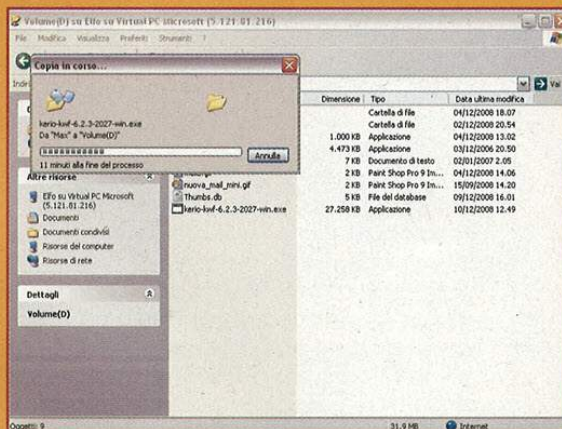 Volume(D) su Elfo su Virtual PC Microsoft (5.121.81.216)
File Modifica Visualizza Preferiti Strumenti ?
Vai
Copia in corso...
kerio-kwf-6.2.3-2027-win.exe
Da "Max" a "Volume(D)"
Annulla
11 minuti alla fine del processo
Dimensione Tipo Data ultima modifica
Cartella di file 04/12/2008 18.07
Cartella di file 02/12/2008 20.54
1.000 KB Applicazione 04/12/2008 13.02
4.473 KB Applicazione 03/12/2006 20.50
7 KB Documento di testo 02/01/2007 2.05
2 KB Paint Shop Pro 9 Im... 04/12/2008 14.06
nuova_mail_mini.gif 2 KB Paint Shop Pro 9 Im... 15/09/2008 14.20
Thumbs.db 5 KB File del database 09/12/2008 16.01
kerio-kwf-6.2.3-2027-win.exe 27.258 KB Applicazione 10/12/2008 12.49
Altre risorse
Elfo su Virtual PC Microsoft
(5.121.81.216)
Documenti
Documenti condivisi
Risorse del computer
Risorse di rete
Dettagli
Volume(D)
Oggetti: 9
31,9 MB
Internet